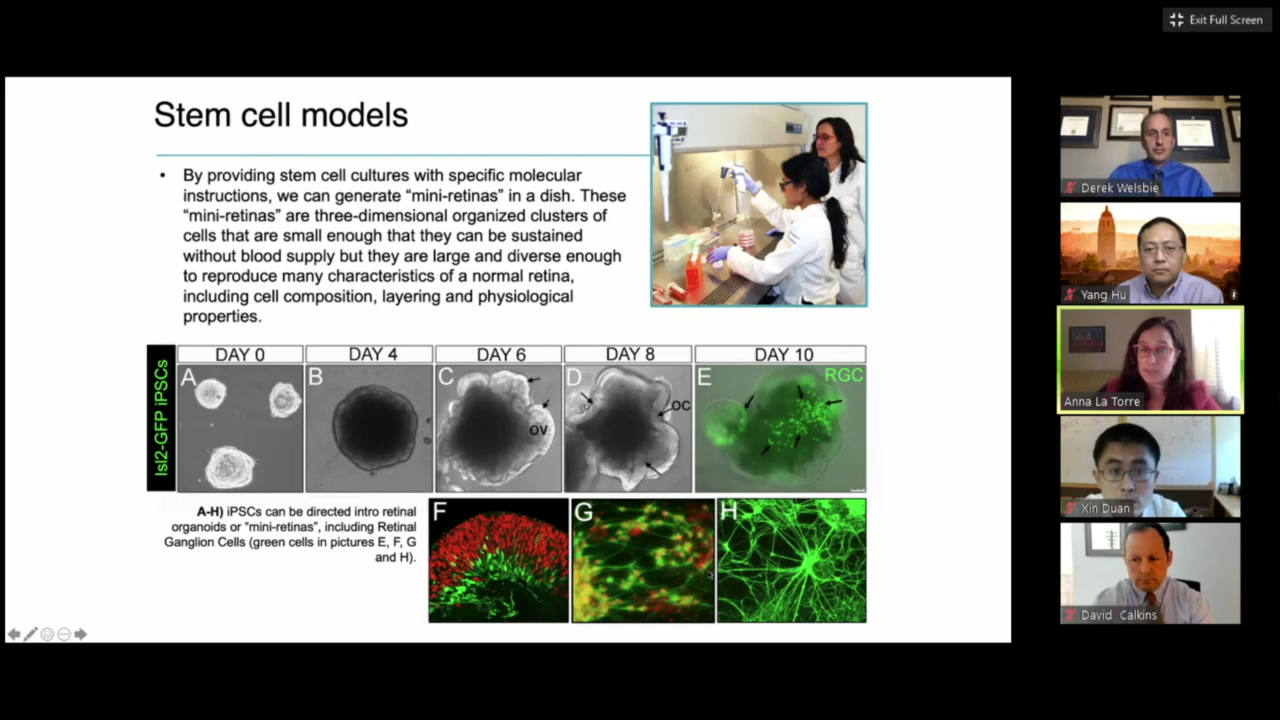 Exit Full Screen
Stem cell models
• By providing stem cell cultures with specific molecular
instructions, we can generate “mini-retinas” in a dish. These
“mini-retinas” are three-dimensional organized clusters of
cells that are small enough that they can be sustained
without blood supply but they are large and diverse enough
to reproduce many characteristics of a normal retina,
including cell composition, layering and physiological
properties.
Isl2-GFP iPSCs
DAY 0 DAY 4 DAY 6 DAY 8 DAY 10
A B C D E RGC
OV OC
A-H) iPSCs can be directed intro retinal
organoids or “mini-retinas”, including Retinal
Ganglion Cells (green cells in pictures E, F, G
and H).
F G H
Derek Welsbie
Yang Hu
Anna La Torre
Xin Duan
David Calkins